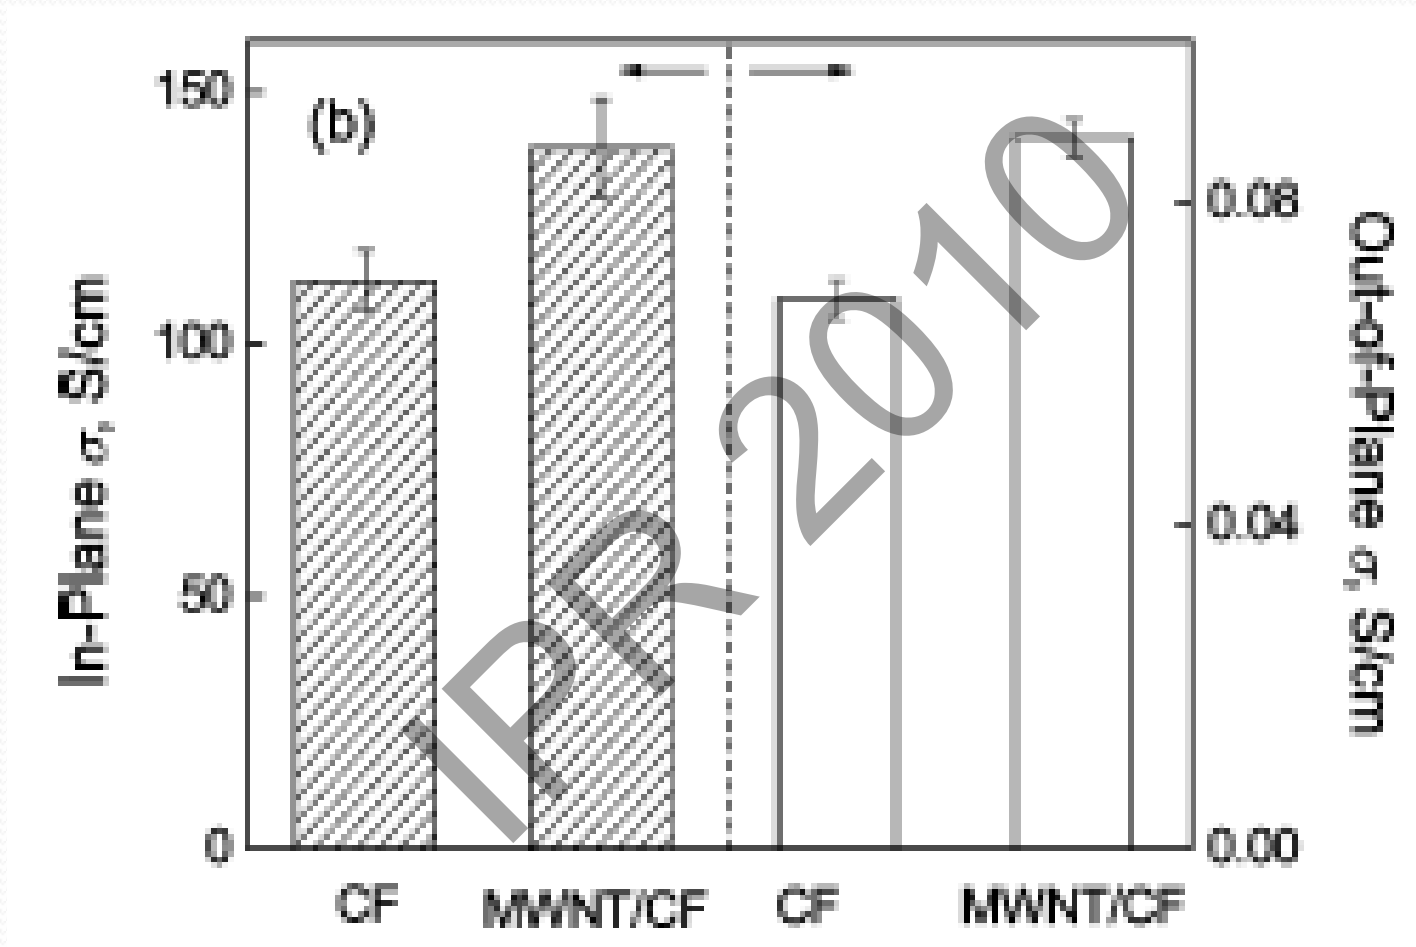 (b)
150
100
50
0
In-Plane σ, S/cm
0.08
0.04
0.00
Out-of-Plane σ, S/cm
CF MWNT/CF CF MWNT/CF
IPR 2010